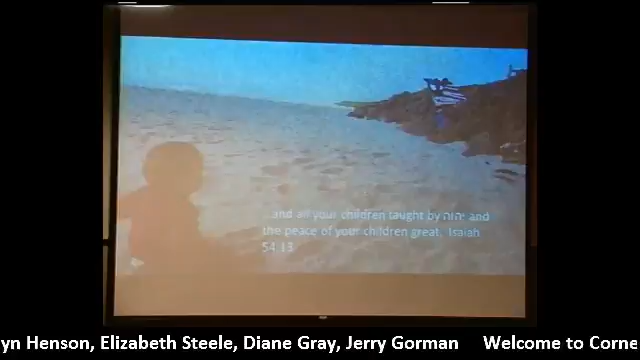 ...and all your children taught by יהוה and
the peace of your children great. Isaiah
54:13
yn Henson, Elizabeth Steele, Diane Gray, Jerry Gorman Welcome to Corne